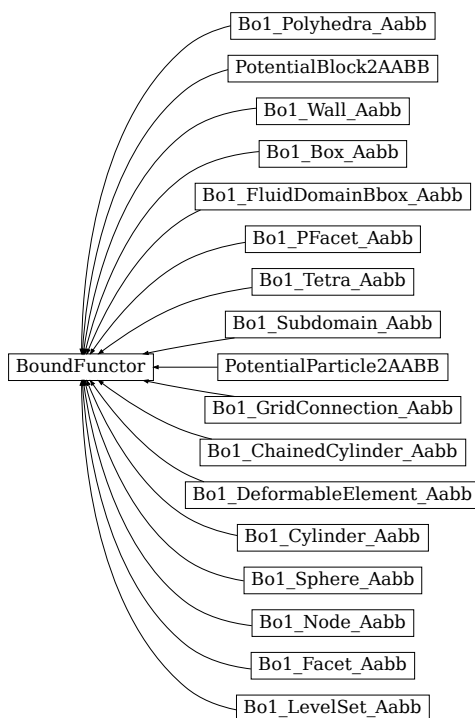 Bo1_Polyhedra_Aabb
PotentialBlock2AABB
Bo1_Wall_Aabb
Bo1_Box_Aabb
Bo1_FluidDomainBbox_Aabb
Bo1_PFacet_Aabb
Bo1_Tetra_Aabb
Bo1_Subdomain_Aabb
BoundFunctor
PotentialParticle2AABB
Bo1_GridConnection_Aabb
Bo1_ChainedCylinder_Aabb
Bo1_DeformableElement_Aabb
Bo1_Cylinder_Aabb
Bo1_Sphere_Aabb
Bo1_Node_Aabb
Bo1_Facet_Aabb
Bo1_LevelSet_Aabb